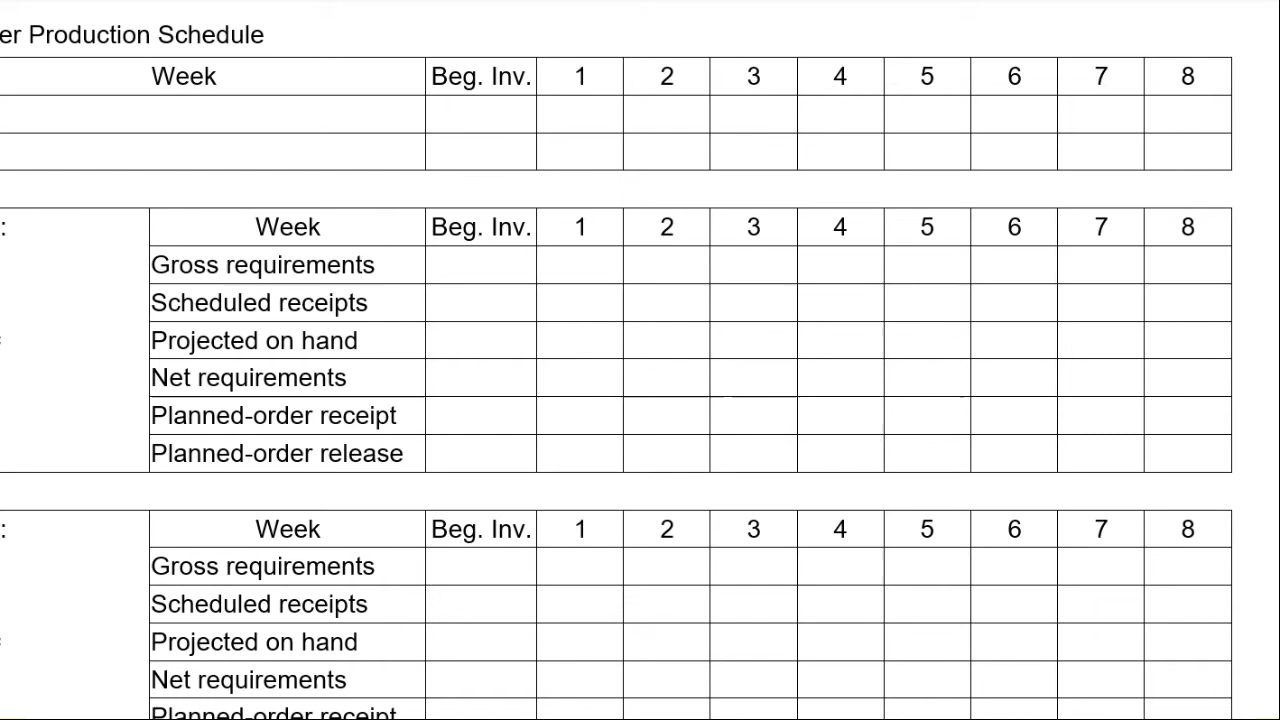 er Production Schedule
Week Beg. Inv. 1 2 3 4 5 6 7 8
: Week Beg. Inv. 1 2 3 4 5 6 7 8
Gross requirements
Scheduled receipts
Projected on hand
Net requirements
Planned-order receipt
Planned-order release
: Week Beg. Inv. 1 2 3 4 5 6 7 8
Gross requirements
Scheduled receipts
Projected on hand
Net requirements
Planned-order receipt